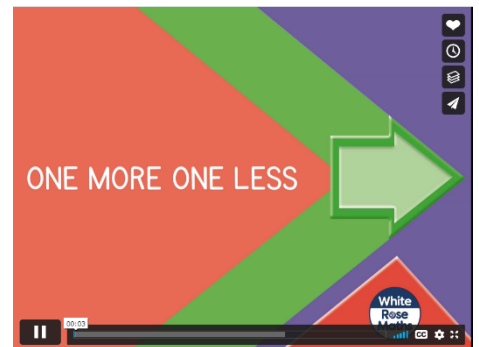 ONE MORE ONE LESS
White
Rose
Maths
00:03
CC